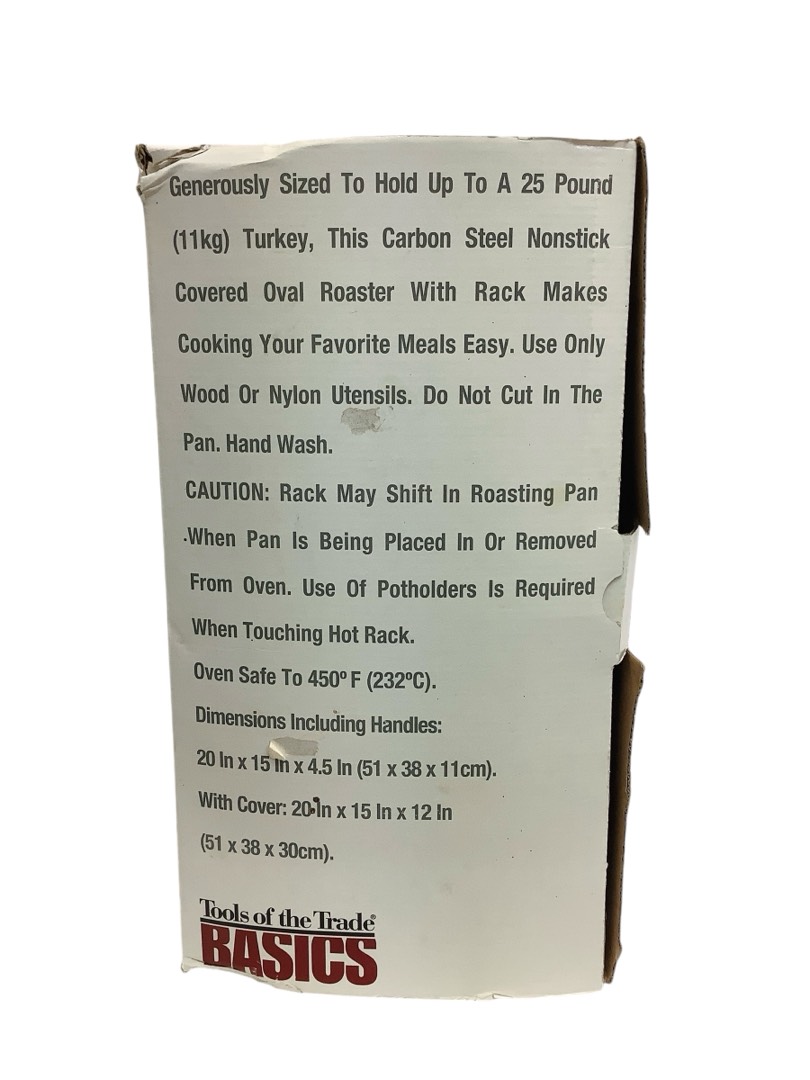 Generously Sized To Hold Up To A 25 Pound
(11kg) Turkey, This Carbon Steel Nonstick
Covered Oval Roaster With Rack Makes
Cooking Your Favorite Meals Easy. Use Only
Wood Or Nylon Utensils. Do Not Cut In The
Pan. Hand Wash.
CAUTION: Rack May Shift In Roasting Pan
When Pan Is Being Placed In Or Removed
From Oven. Use Of Potholders Is Required
When Touching Hot Rack.
Oven Safe To 450º F (232ºC).
Dimensions Including Handles:
20 In x 15 In x 4.5 In (51 x 38 x 11cm).
With Cover: 20 In x 15 In x 12 In
(51 x 38 x 30cm).
Tools of the Trade®
BASICS